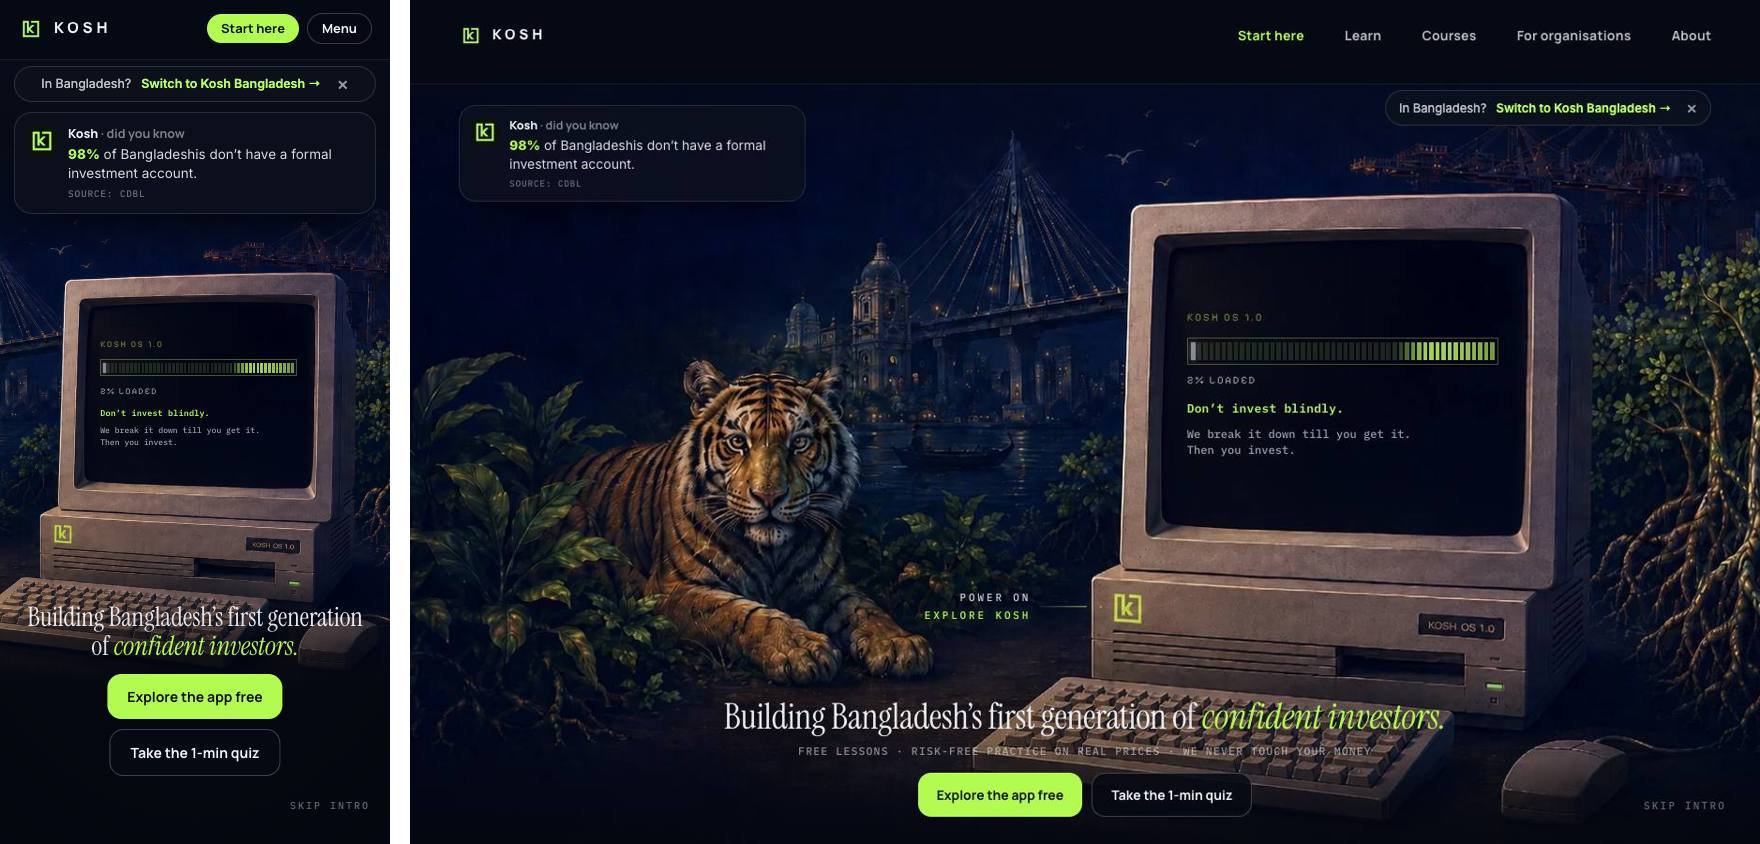 KOSH
Start here
Menu
In Bangladesh? Switch to Kosh Bangladesh → ×
Kosh · did you know
98% of Bangladeshis don’t have a formal
investment account.
SOURCE: CDBL
KOSH OS 1.0
2% LOADED
Don’t invest blindly.
We break it down till you get it.
Then you invest.
KOSH OS 1.0
Building Bangladesh’s first generation
of confident investors.
Explore the app free
Take the 1-min quiz
SKIP INTRO
KOSH
Start here
Learn
Courses
For organisations
About
In Bangladesh? Switch to Kosh Bangladesh → ×
Kosh · did you know
98% of Bangladeshis don’t have a formal
investment account.
SOURCE: CDBL
KOSH OS 1.0
2% LOADED
Don’t invest blindly.
We break it down till you get it.
Then you invest.
POWER ON
EXPLORE KOSH
KOSH OS 1.0
Building Bangladesh’s first generation of confident investors.
FREE LESSONS · RISK-FREE PRACTICE ON REAL PRICES · WE NEVER TOUCH YOUR MONEY
Explore the app free
Take the 1-min quiz
SKIP INTRO